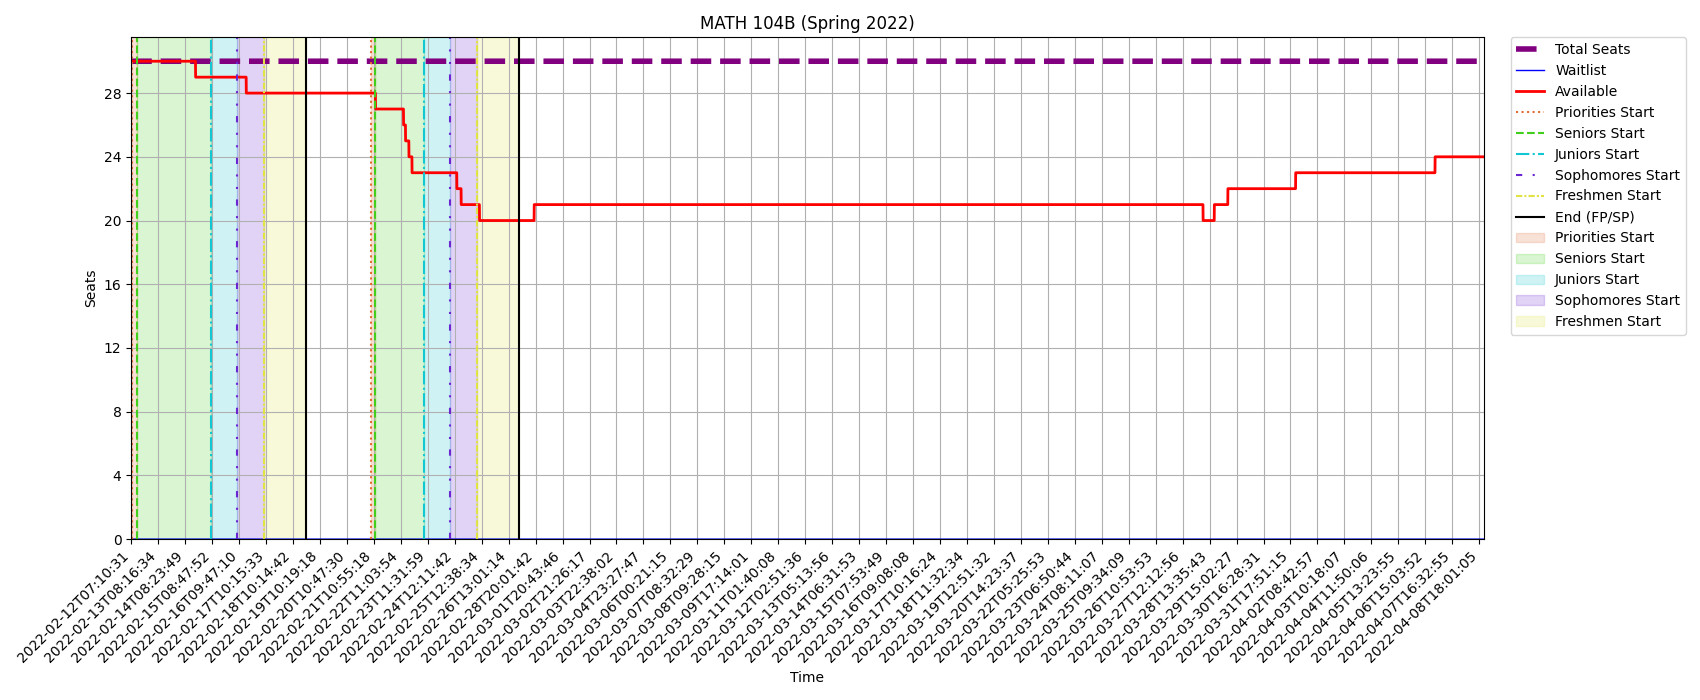 MATH 104B (Spring 2022)
Total Seats
Waitlist
Available
Priorities Start
Seniors Start
Juniors Start
Sophomores Start
Freshmen Start
End (FP/SP)
Priorities Start
Seniors Start
Juniors Start
Sophomores Start
Freshmen Start
Seats
28
24
20
16
12
8
4
0
2022-02-12T07:10:31
2022-02-13T08:16:34
2022-02-14T08:23:49
2022-02-15T08:47:52
2022-02-16T09:47:10
2022-02-17T10:15:33
2022-02-18T10:14:42
2022-02-19T10:19:18
2022-02-20T10:47:30
2022-02-21T10:55:18
2022-02-22T11:03:54
2022-02-23T11:31:59
2022-02-24T12:11:42
2022-02-25T12:38:34
2022-02-26T13:01:14
2022-02-28T20:01:42
2022-03-01T20:43:46
2022-03-02T21:26:17
2022-03-03T22:38:02
2022-03-04T23:27:47
2022-03-06T00:21:15
2022-03-07T08:32:29
2022-03-08T09:28:15
2022-03-09T17:14:01
2022-03-11T01:40:08
2022-03-12T02:51:36
2022-03-13T05:13:56
2022-03-14T06:31:53
2022-03-15T07:53:49
2022-03-16T09:08:08
2022-03-17T10:16:24
2022-03-18T11:32:34
2022-03-19T12:51:32
2022-03-20T14:23:37
2022-03-22T05:25:53
2022-03-23T06:50:44
2022-03-24T08:11:07
2022-03-25T09:34:09
2022-03-26T10:53:53
2022-03-27T12:12:56
2022-03-28T13:35:43
2022-03-29T15:02:27
2022-03-30T16:28:31
2022-03-31T17:51:15
2022-04-02T08:42:57
2022-04-03T10:18:07
2022-04-04T11:50:06
2022-04-05T13:23:55
2022-04-06T15:03:52
2022-04-07T16:32:55
2022-04-08T18:01:05
Time